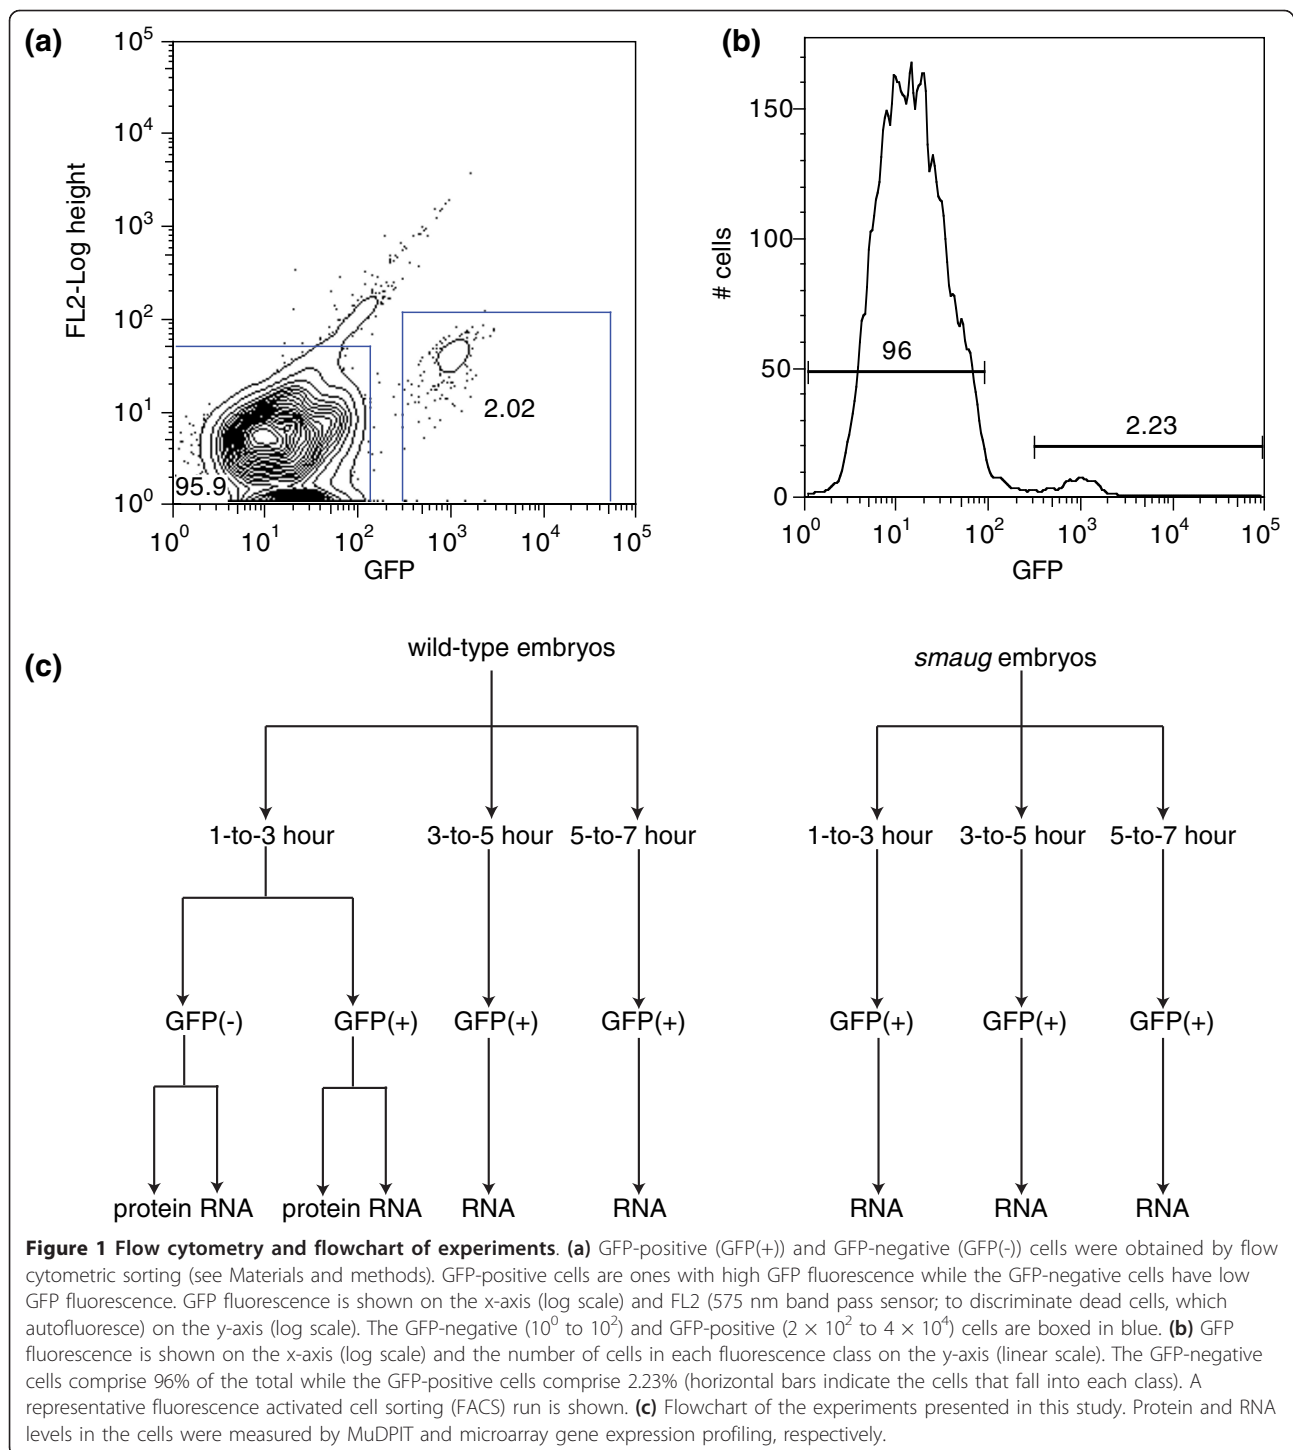 (a)
10^5
10^4
10^3
10^2
10^1
10^0
FL2-Log height
95.9
2.02
10^0 10^1 10^2 10^3 10^4 10^5
GFP
(b)
150
100
50
0
# cells
96
2.23
10^0 10^1 10^2 10^3 10^4 10^5
GFP
(c)
wild-type embryos
smaug embryos
1-to-3 hour 3-to-5 hour 5-to-7 hour 1-to-3 hour 3-to-5 hour 5-to-7 hour
GFP(-) GFP(+) GFP(+) GFP(+) GFP(+) GFP(+) GFP(+)
protein RNA protein RNA RNA RNA RNA RNA RNA
Figure 1 Flow cytometry and flowchart of experiments. (a) GFP-positive (GFP(+)) and GFP-negative (GFP(-)) cells were obtained by flow
cytometric sorting (see Materials and methods). GFP-positive cells are ones with high GFP fluorescence while the GFP-negative cells have low
GFP fluorescence. GFP fluorescence is shown on the x-axis (log scale) and FL2 (575 nm band pass sensor; to discriminate dead cells, which
autofluoresce) on the y-axis (log scale). The GFP-negative (10^0 to 10^2) and GFP-positive (2 × 10^2 to 4 × 10^4) cells are boxed in blue. (b) GFP
fluorescence is shown on the x-axis (log scale) and the number of cells in each fluorescence class on the y-axis (linear scale). The GFP-negative
cells comprise 96% of the total while the GFP-positive cells comprise 2.23% (horizontal bars indicate the cells that fall into each class). A
representative fluorescence activated cell sorting (FACS) run is shown. (c) Flowchart of the experiments presented in this study. Protein and RNA
levels in the cells were measured by MuDPIT and microarray gene expression profiling, respectively.